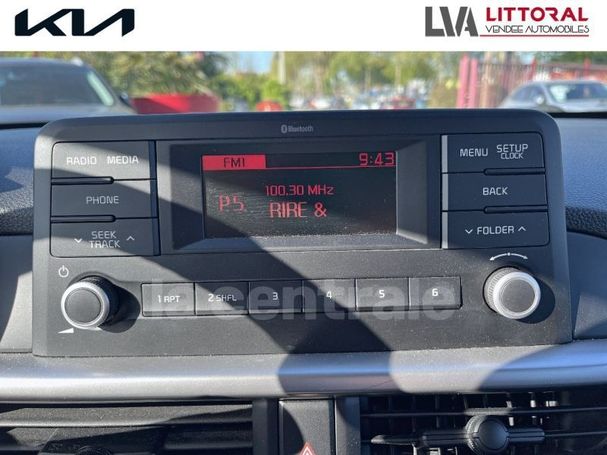 KIA
LVA LITTORAL
VENDEE AUTOMOBILES
Bluetooth
RADIO MEDIA
PHONE
SEEK
TRACK
FM1 9:43
100.30 MHz
P5. RIRE &
MENU SETUP
CLOCK
BACK
FOLDER
1 RPT 2 SHFL 3 4 5 6
la centrale